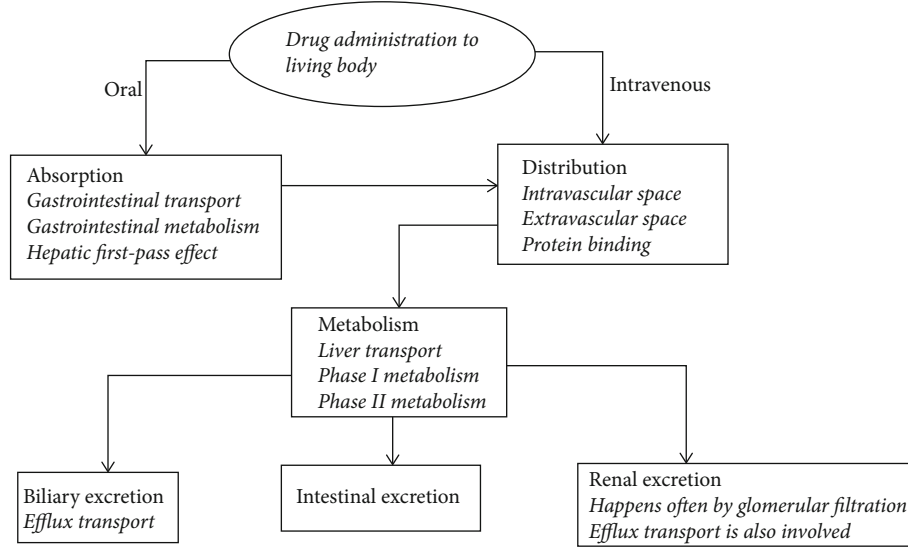 Drug administration to
living body
Oral
Intravenous
Absorption
Gastrointestinal transport
Gastrointestinal metabolism
Hepatic first-pass effect
Distribution
Intravascular space
Extravascular space
Protein binding
Metabolism
Liver transport
Phase I metabolism
Phase II metabolism
Biliary excretion
Efflux transport
Intestinal excretion
Renal excretion
Happens often by glomerular filtration
Efflux transport is also involved